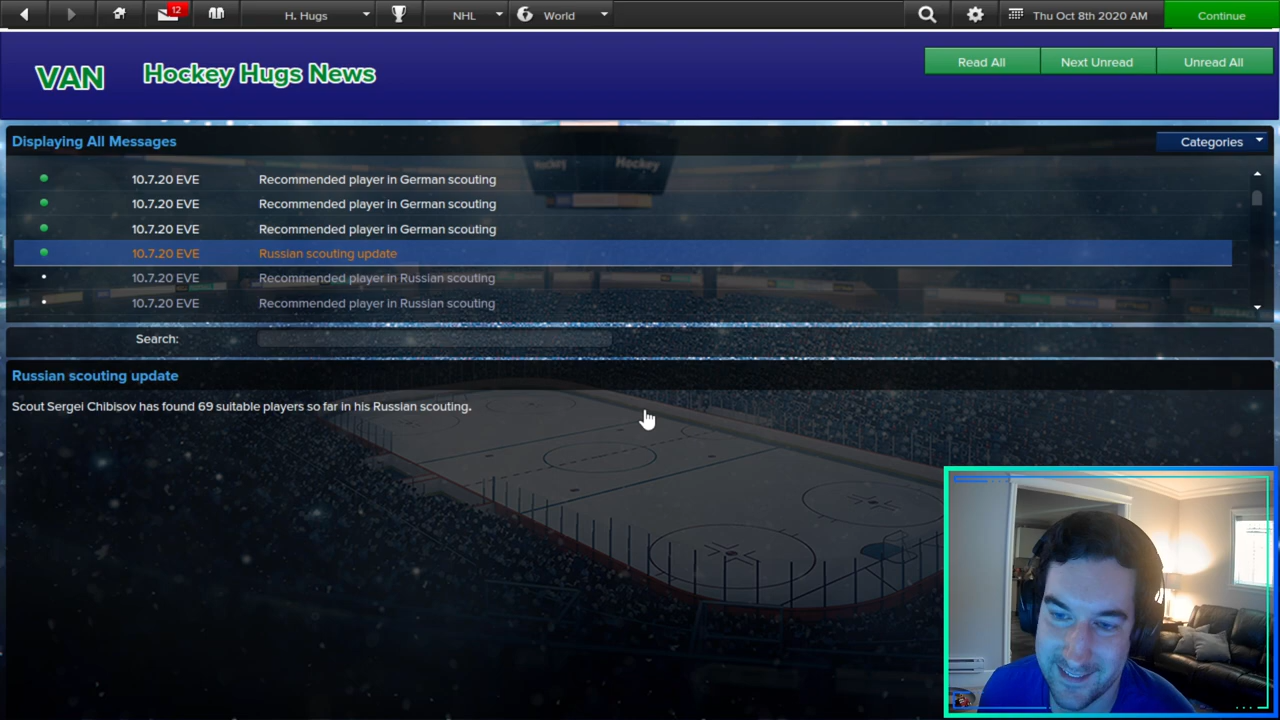 12
H. Hugs
NHL
World
Thu Oct 8th 2020 AM
Continue
VAN
Hockey Hugs News
Read All
Next Unread
Unread All
Displaying All Messages
Categories
Hockey
Hockey
10.7.20 EVE Recommended player in German scouting
10.7.20 EVE Recommended player in German scouting
10.7.20 EVE Recommended player in German scouting
10.7.20 EVE Russian scouting update
10.7.20 EVE Recommended player in Russian scouting
10.7.20 EVE Recommended player in Russian scouting
Search:
Russian scouting update
Scout Sergei Chibisov has found 69 suitable players so far in his Russian scouting.